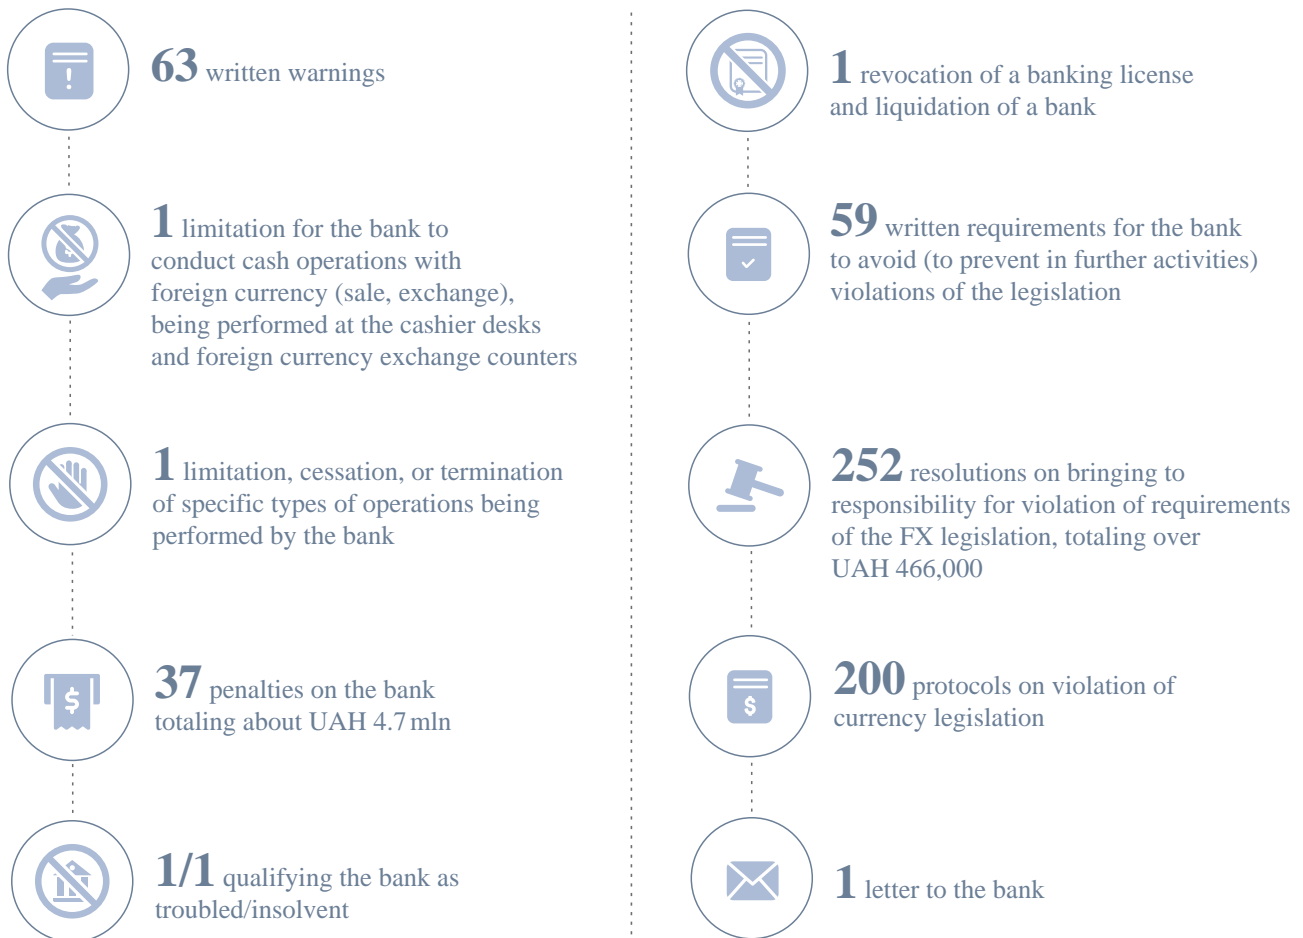 63 written warnings
1 limitation for the bank to
conduct cash operations with
foreign currency (sale, exchange),
being performed at the cashier desks
and foreign currency exchange counters
1 limitation, cessation, or termination
of specific types of operations being
performed by the bank
37 penalties on the bank
totaling about UAH 4.7 mln
1/1 qualifying the bank as
troubled/insolvent
1 revocation of a banking license
and liquidation of a bank
59 written requirements for the bank
to avoid (to prevent in further activities)
violations of the legislation
252 resolutions on bringing to
responsibility for violation of requirements
of the FX legislation, totaling over
UAH 466,000
200 protocols on violation of
currency legislation
1 letter to the bank